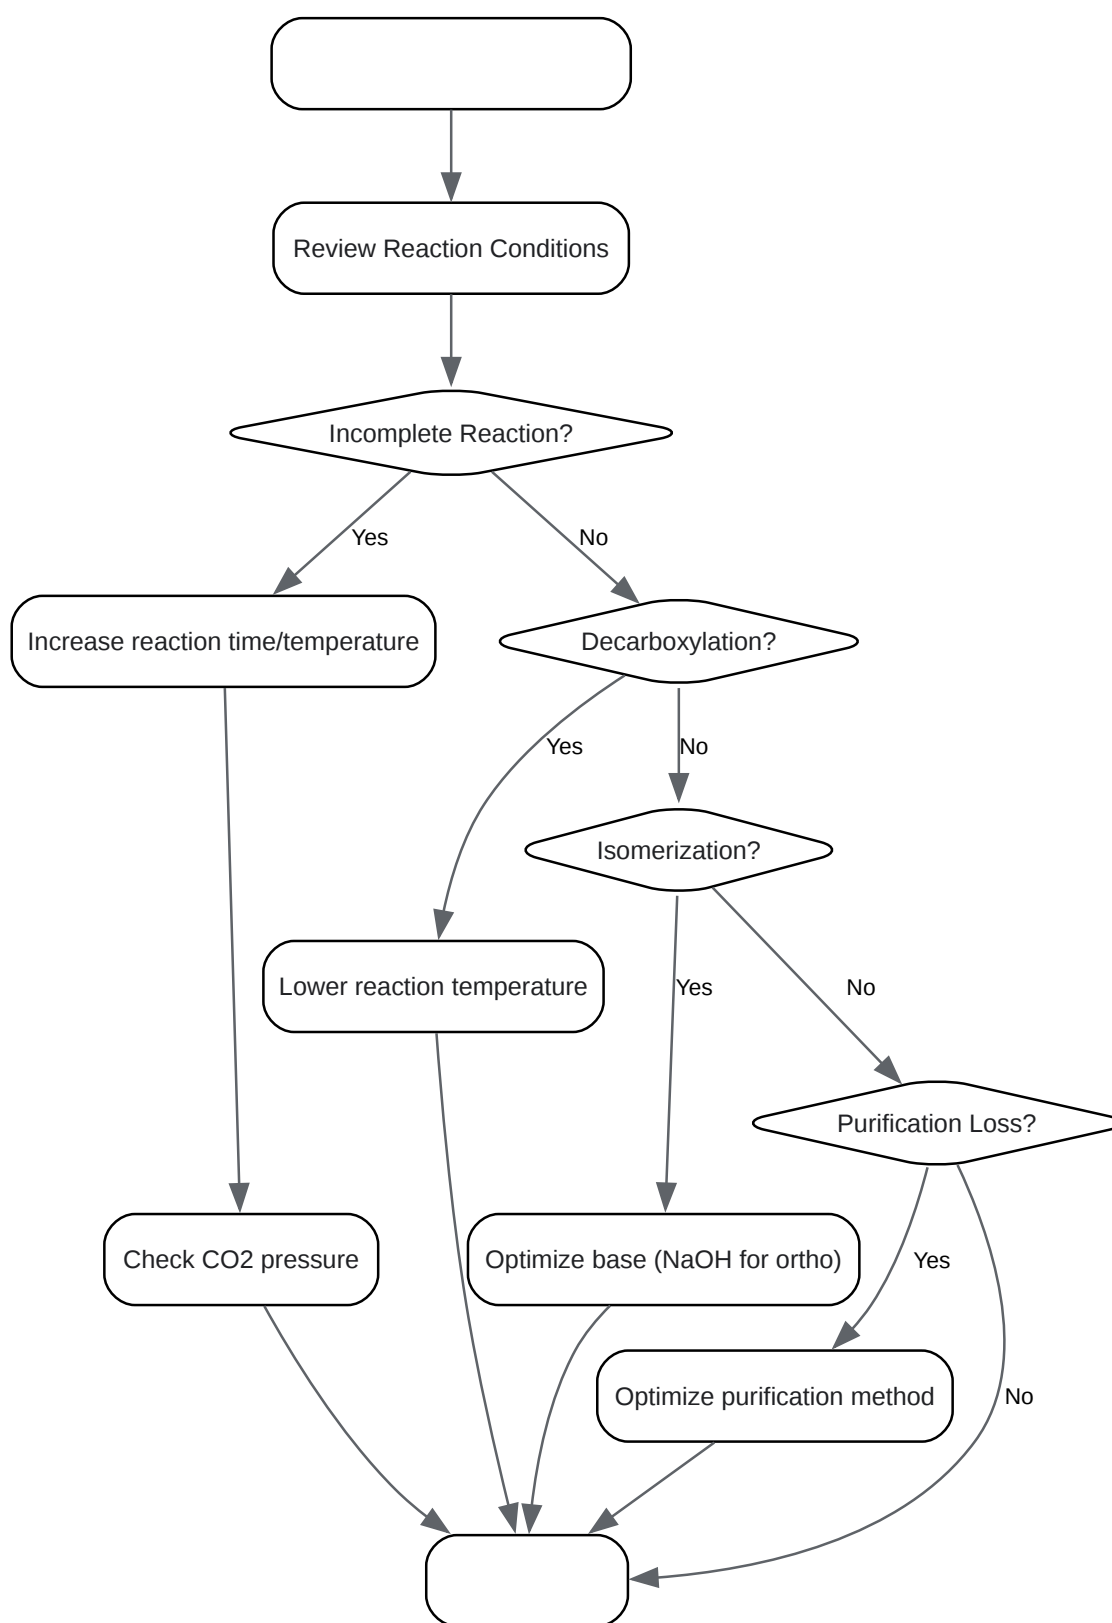 Review Reaction Conditions
Incomplete Reaction?
Yes
No
Increase reaction time/temperature
Decarboxylation?
Yes
No
Isomerization?
Lower reaction temperature
Yes
No
Purification Loss?
Check CO2 pressure
Optimize base (NaOH for ortho)
Yes
Optimize purification method
No